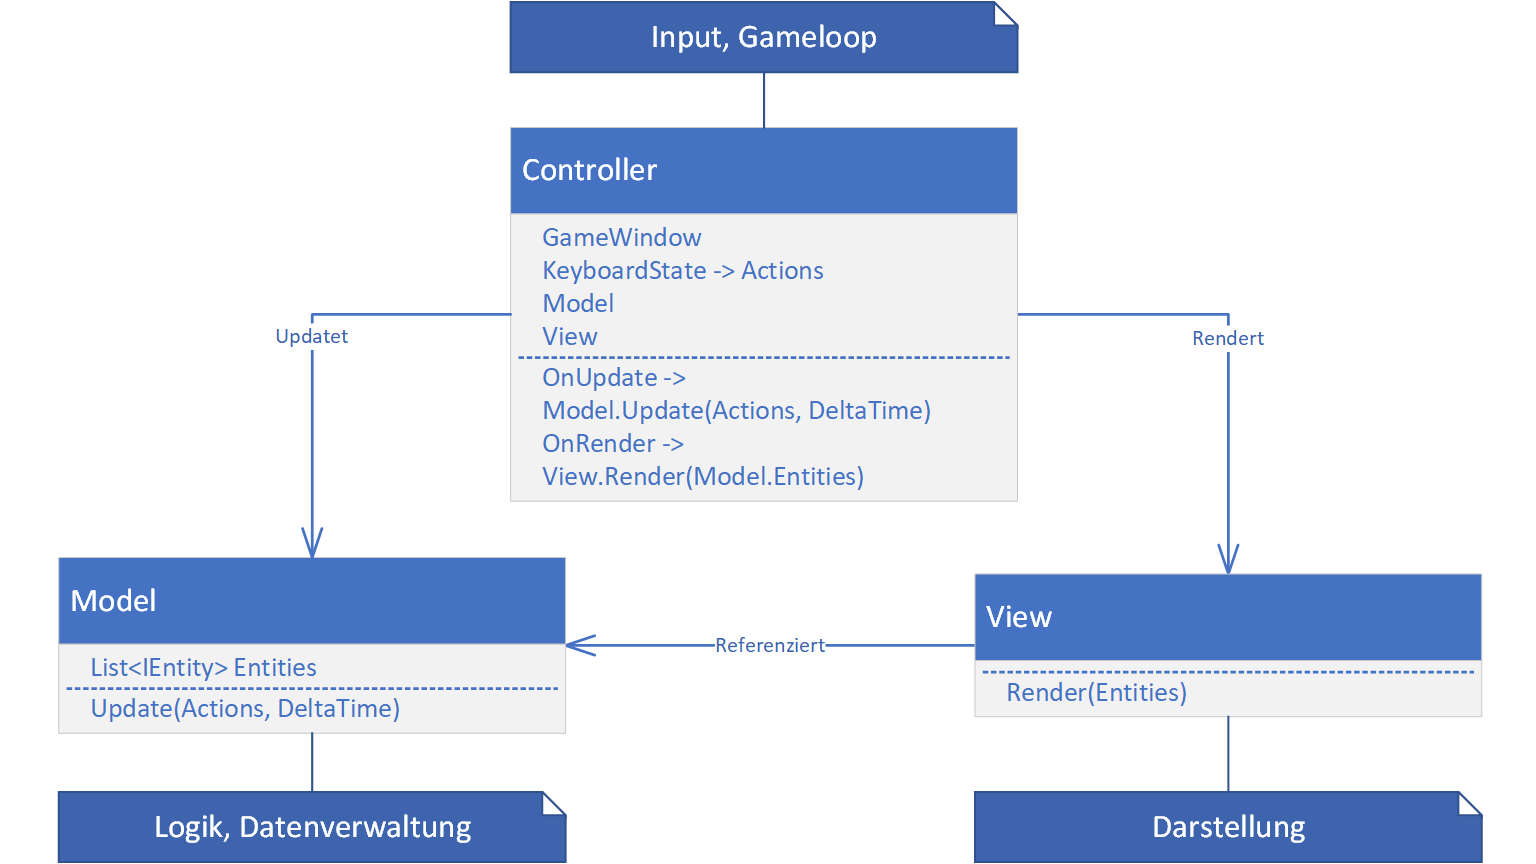 Input, Gameloop
Controller
GameWindow
KeyboardState -> Actions
Model
View
OnUpdate ->
Model.Update(Actions, DeltaTime)
OnRender ->
View.Render(Model.Entities)
Updatet
Rendert
Model
List<IEntity> Entities
Update(Actions, DeltaTime)
Referenziert
View
Render(Entities)
Logik, Datenverwaltung
Darstellung